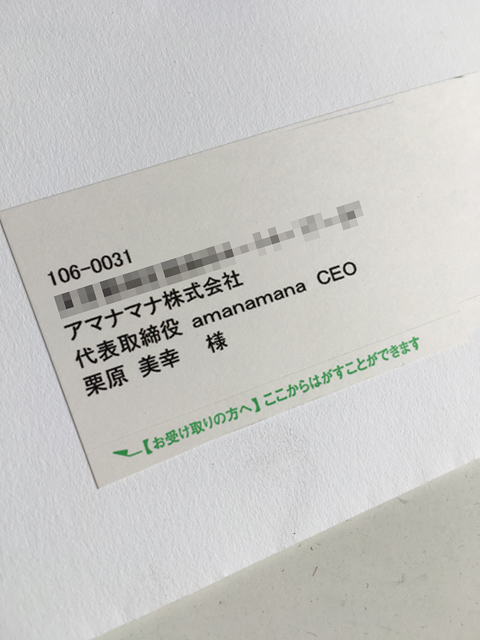 106-0031
アマナマナ株式会社
代表取締役 amanamana CEO
栗原 美幸 様
【お受け取りの方へ】ここからはがすことができます